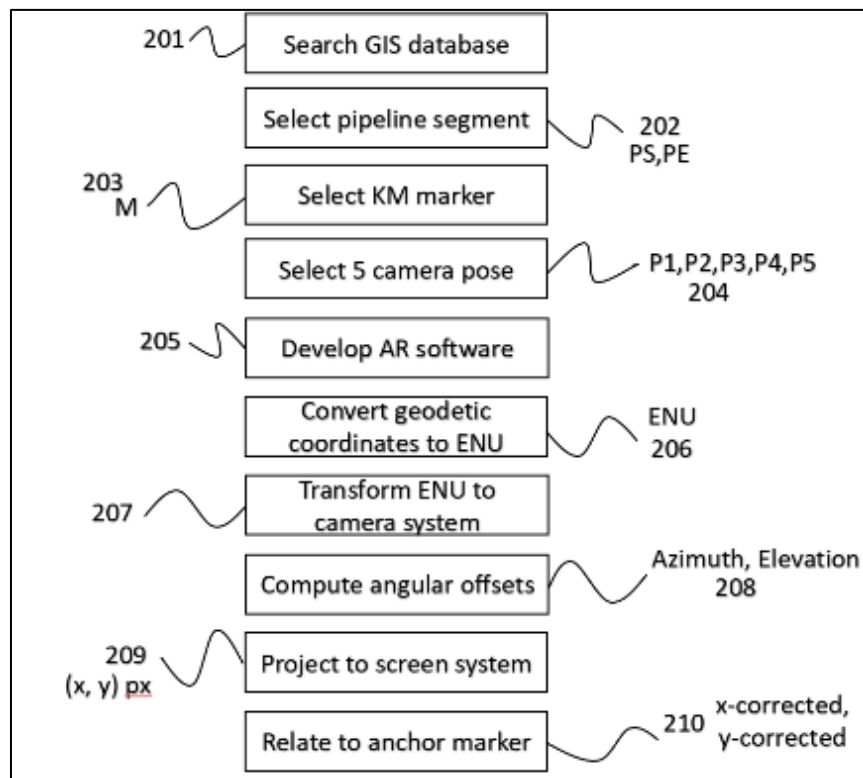 201
Search GIS database
Select pipeline segment
202
PS,PE
203
M
Select KM marker
Select 5 camera pose
P1,P2,P3,P4,P5
204
205
Develop AR software
Convert geodetic
coordinates to ENU
ENU
206
207
Transform ENU to
camera system
Compute angular offsets
Azimuth, Elevation
208
209
(x, y) px
Project to screen system
Relate to anchor marker
210
x-corrected,
y-corrected